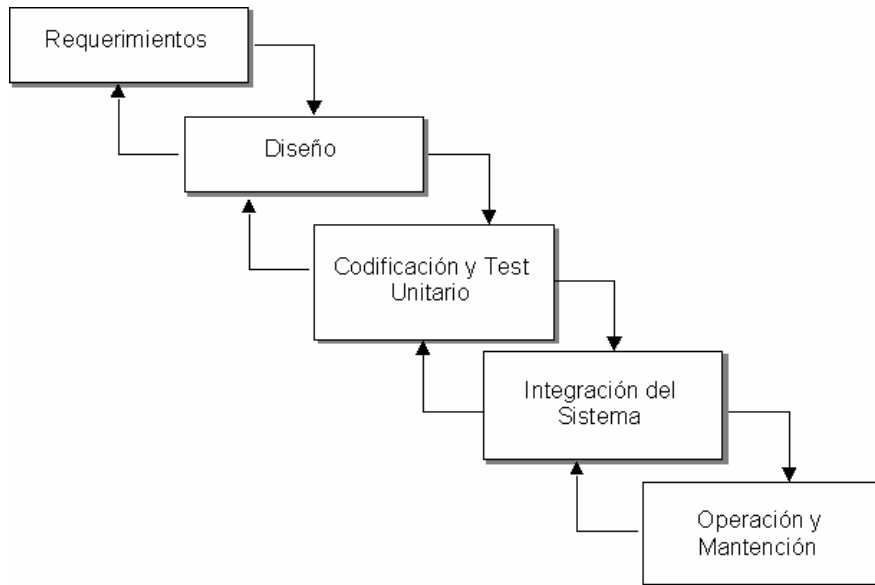 Requerimientos
Diseño
Codificación y Test
Unitario
Integración del
Sistema
Operación y
Mantención